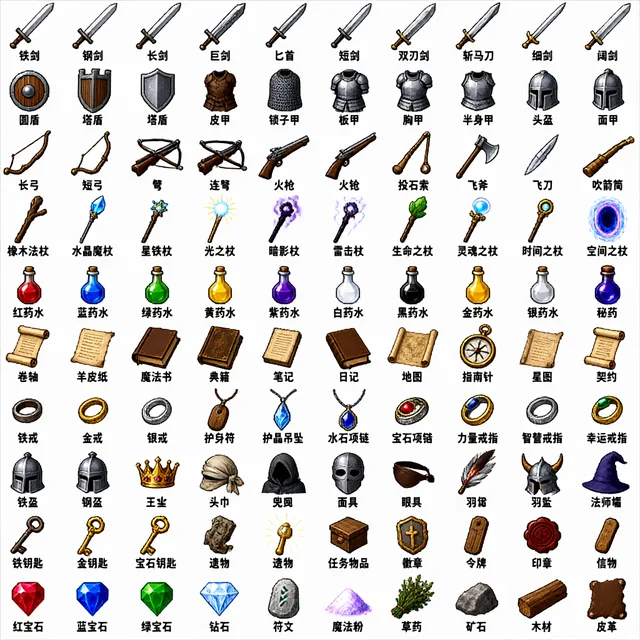 铁剑 钢剑 长剑 巨剑 匕首 短剑 双刃剑 斩马刀 细剑 阔剑
圆盾 塔盾 塔盾 皮甲 锁子甲 板甲 胸甲 半身甲 头盔 面甲
长弓 短弓 弩 连弩 火枪 火铳 投石索 飞斧 飞刀 吹箭筒
橡木法杖 水晶魔杖 星铁杖 光之杖 暗影杖 雷击杖 生命之杖 灵魂之杖 时间之杖 空间之杖
红药水 蓝药水 绿药水 黄药水 紫药水 白药水 黑药水 金药水 银药水 秘药
卷轴 羊皮纸 魔法书 典籍 笔记 日记 地图 指南针 星图 契约
铁戒 金戒 银戒 护身符 护晶吊坠 水石项链 宝石项链 力量戒指 戒指 幸运戒指
铁盔 钢盔 王 头巾 兜 面具 眼具 羽 羽 法师
铁钥匙 金钥匙 宝石钥匙 遗物 遗物 任务物品 徽章 令牌 印章 信物
红宝石 蓝宝石 绿宝石 钻石 符文 魔法粉 草药 矿石 木材 皮革